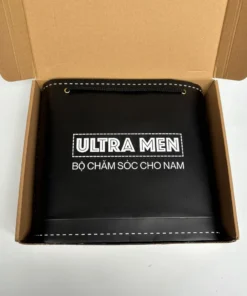 ULTRA MEN
BỘ CHĂM SÓC CHO NAM